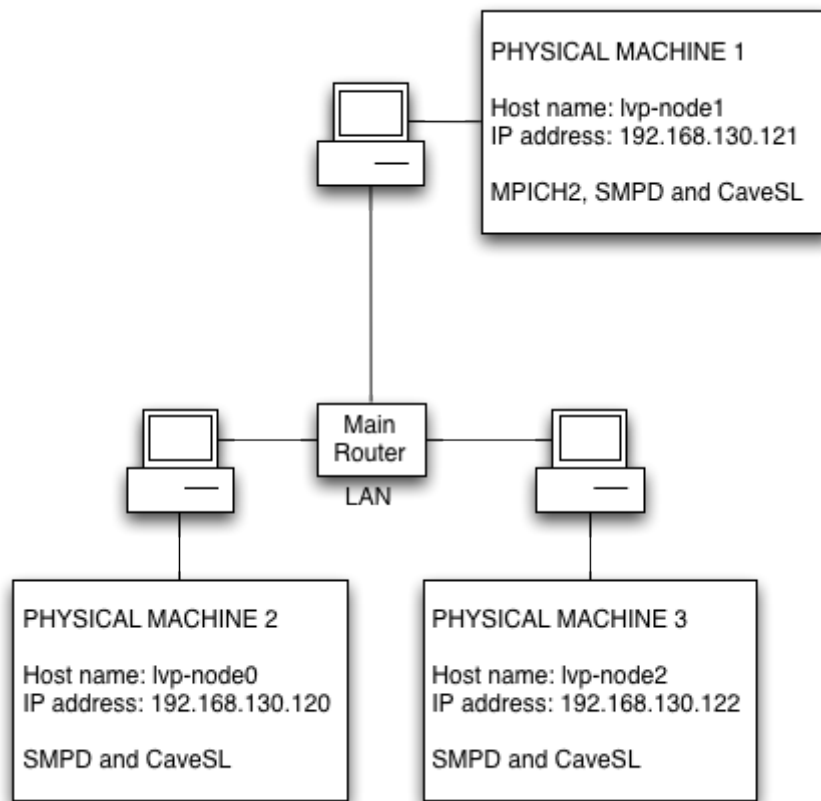 PHYSICAL MACHINE 1
Host name: lvp-node1
IP address: 192.168.130.121
MPICH2, SMPD and CaveSL
Main
Router
LAN
PHYSICAL MACHINE 2
Host name: lvp-node0
IP address: 192.168.130.120
SMPD and CaveSL
PHYSICAL MACHINE 3
Host name: lvp-node2
IP address: 192.168.130.122
SMPD and CaveSL